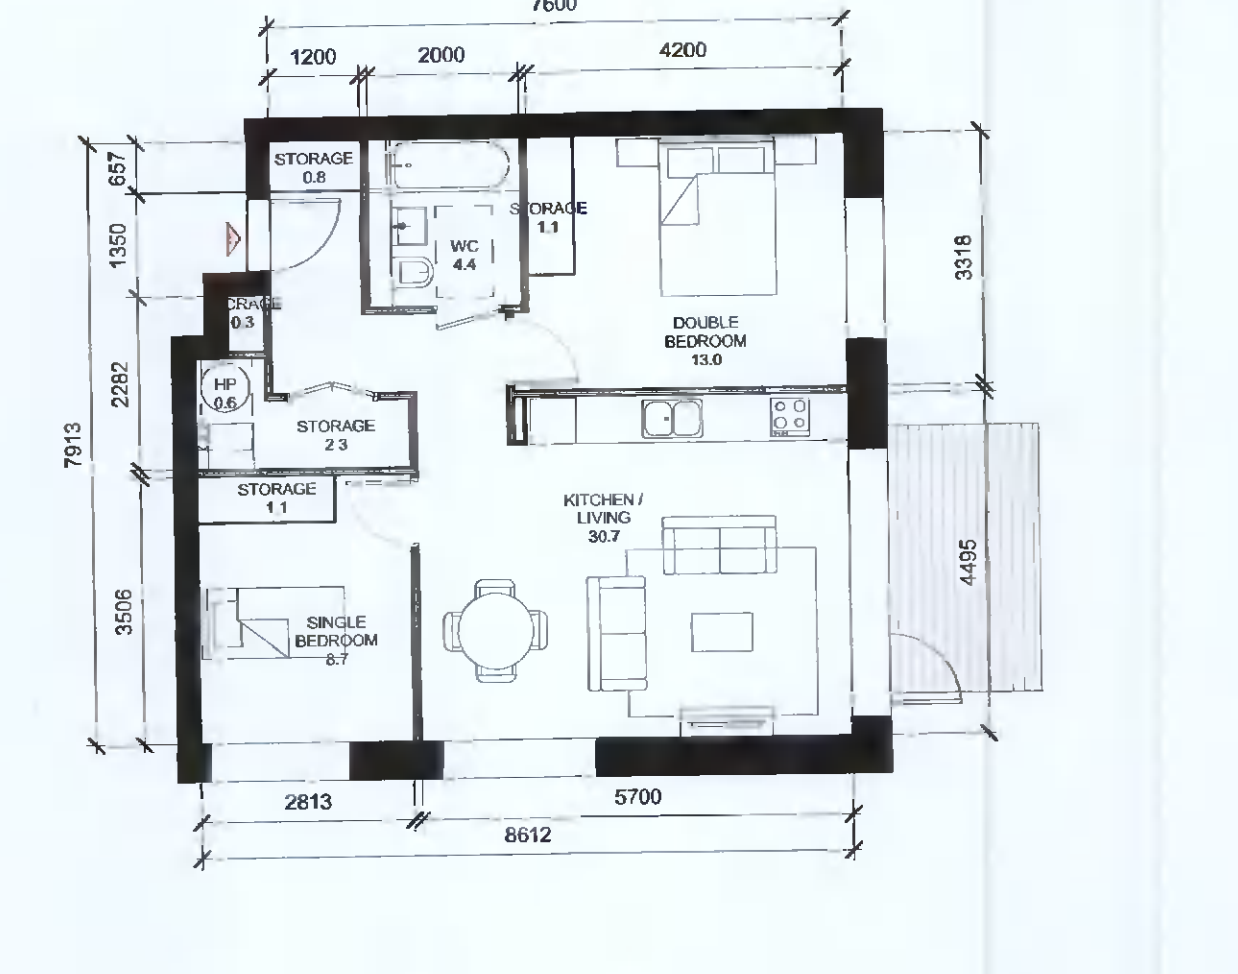 7600
1200
2000
4200
657
STORAGE
0.8
1350
STORAGE
1.1
WC
4.4
3318
0.3
DOUBLE
BEDROOM
13.0
2282
HP
0.6
STORAGE
2.3
7913
STORAGE
1.1
KITCHEN /
LIVING
30.7
4495
3506
SINGLE
BEDROOM
8.7
2813
5700
8612